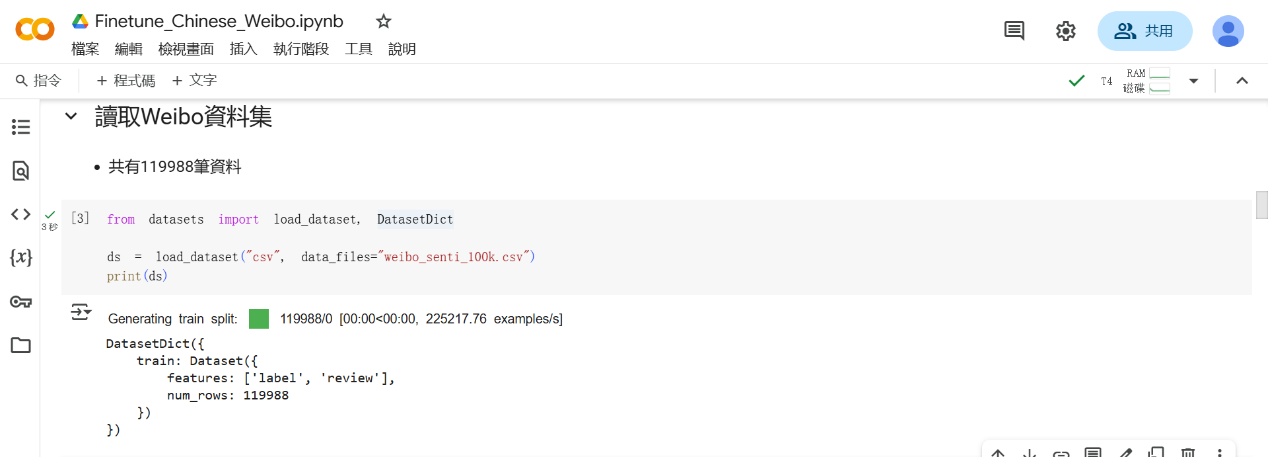 Finetune_Chinese_Weibo.ipynb
檔案 編輯 檢視畫面 插入 執行階段 工具 說明
共用
指令 + 程式碼 + 文字
T4 RAM 磁碟
讀取Weibo資料集
• 共有119988筆資料
3 秒
[3] from datasets import load_dataset, DatasetDict
ds = load_dataset("csv", data_files="weibo_senti_100k.csv")
print(ds)
Generating train split: 119988/0 [00:00<00:00, 225217.76 examples/s]
DatasetDict({
    train: Dataset({
        features: ['label', 'review'],
        num_rows: 119988
    })
})